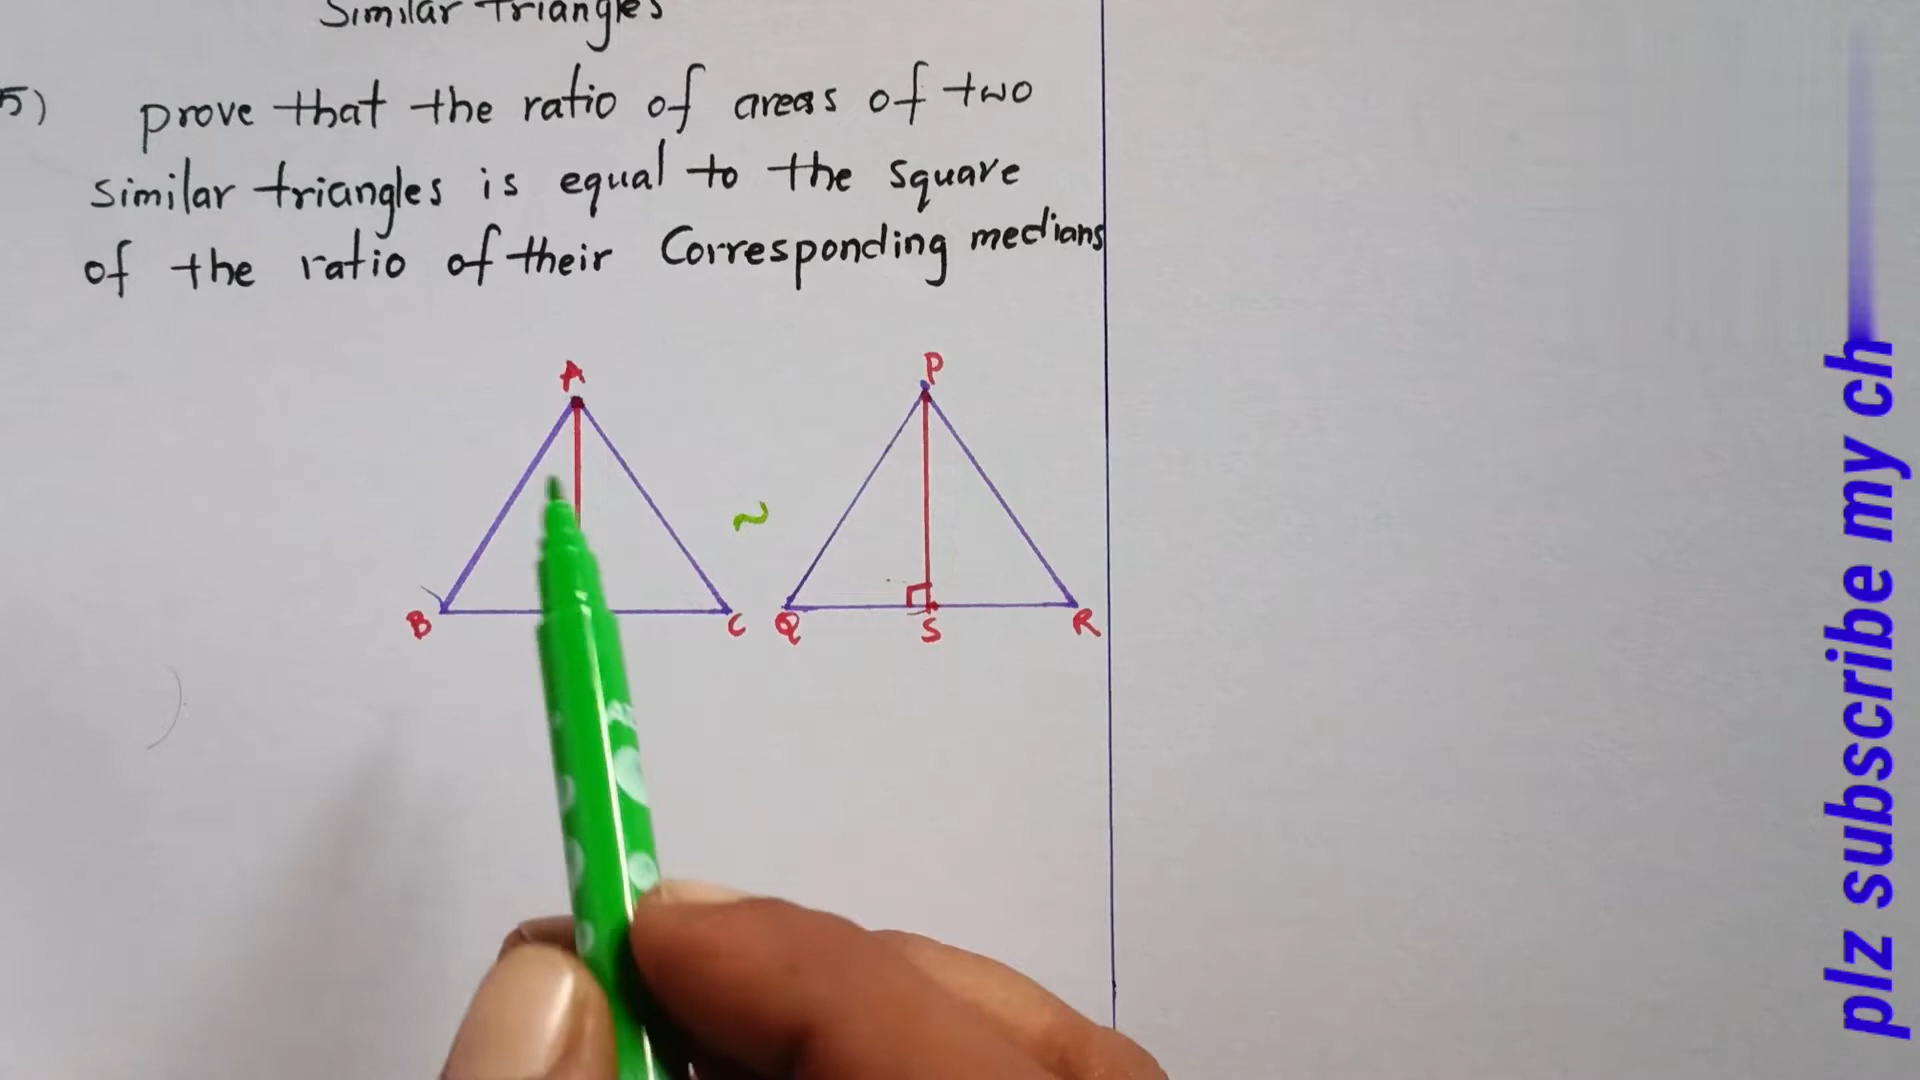 Similar Triangles
5) prove that the ratio of areas of two
similar triangles is equal to the square
of the ratio of their Corresponding medians
A
P
~
B
C
Q
S
R
plz subscribe my ch